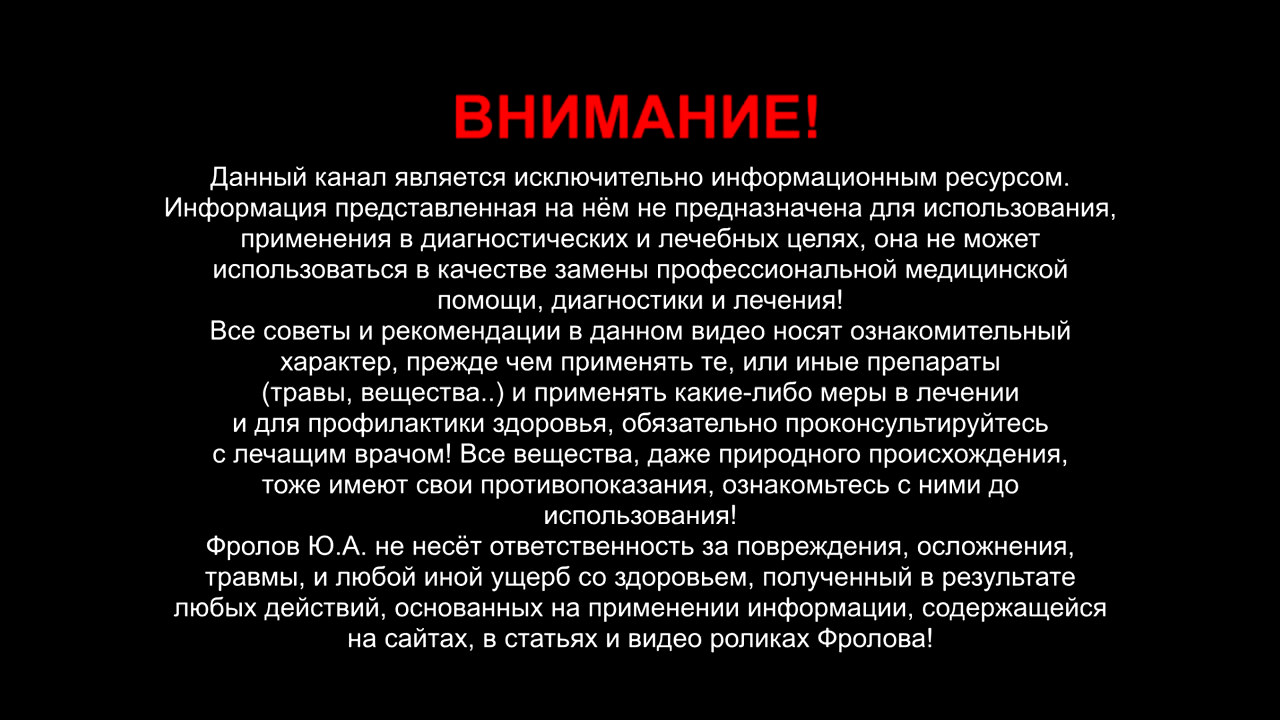 ВНИМАНИЕ!
Данный канал является исключительно информационным ресурсом.
Информация представленная на нём не предназначена для использования,
применения в диагностических и лечебных целях, она не может
использоваться в качестве замены профессиональной медицинской
помощи, диагностики и лечения!
Все советы и рекомендации в данном видео носят ознакомительный
характер, прежде чем применять те, или иные препараты
(травы, вещества..) и применять какие-либо меры в лечении
и для профилактики здоровья, обязательно проконсультируйтесь
с лечащим врачом! Все вещества, даже природного происхождения,
тоже имеют свои противопоказания, ознакомьтесь с ними до
использования!
Фролов Ю.А. не несёт ответственность за повреждения, осложнения,
травмы, и любой иной ущерб со здоровьем, полученный в результате
любых действий, основанных на применении информации, содержащейся
на сайтах, в статьях и видео роликах Фролова!